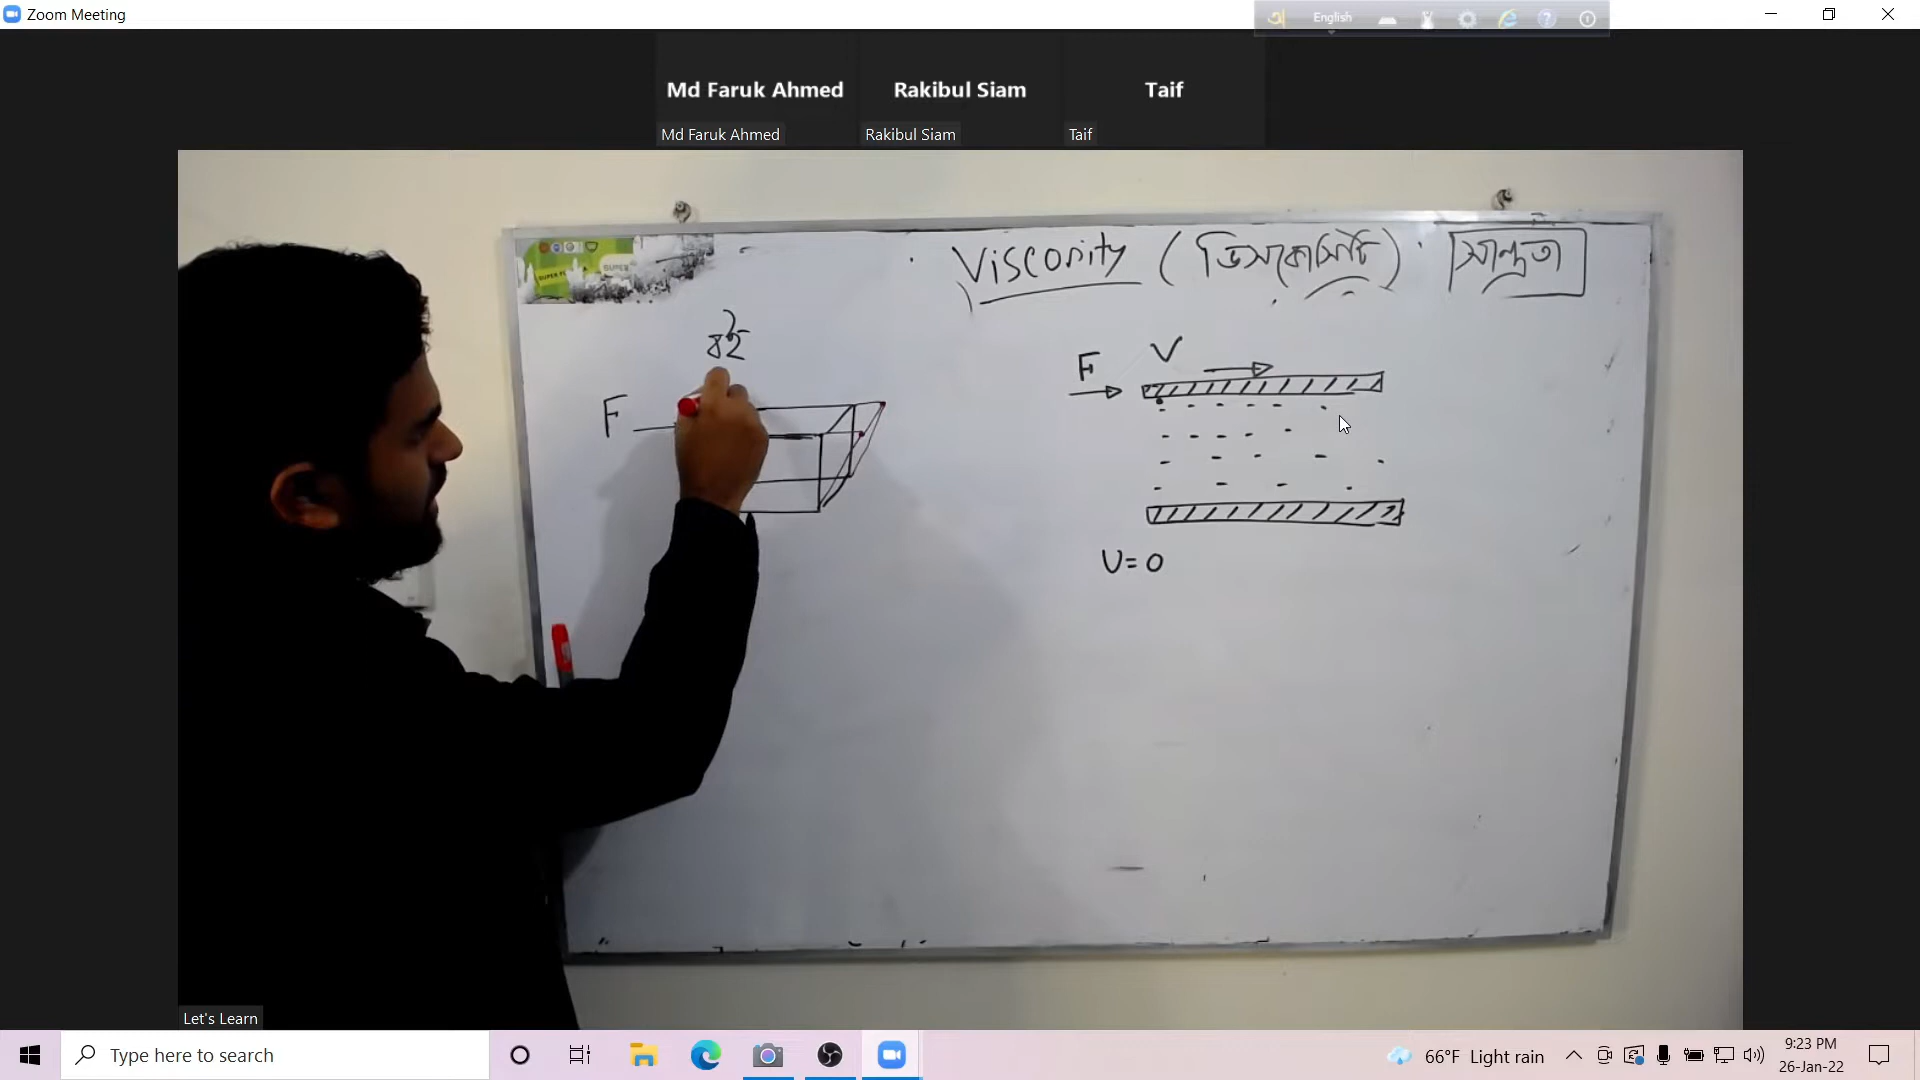 Zoom Meeting
English
Md Faruk Ahmed
Rakibul Siam
Taif
Md Faruk Ahmed
Rakibul Siam
Taif
SUPER
Viscosity (ভিসকোসিটি) সান্দ্রতা
F
F
V
U=0
Let's Learn
Type here to search
66°F Light rain
9:23 PM
26-Jan-22